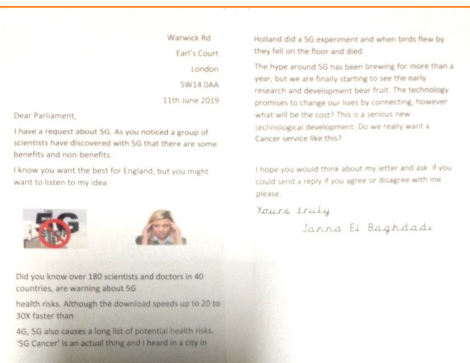 Warwick Rd
Earl's Court
London
SW14 0AA
11th June 2019
Dear Parliament,
I have a request about 5G. As you noticed a group of
scientists have discovered with 5G that there are some
benefits and non-benefits.
I know you want the best for England, but you might
want to listen to my idea.
5G
Did you know over 180 scientists and doctors in 40
countries, are warning about 5G
health risks. Although the download speeds up to 20 to
30X faster than
4G, 5G also causes a long list of potential health risks.
'5G Cancer' is an actual thing and I heard in a city in
Holland did a 5G experiment and when birds flew by
they fell on the floor and died.
The hype around 5G has been brewing for more than a
year, but we are finally starting to see the early
research and development bear fruit. The technology
promises to change our lives by connecting, however
what will be the cost? This is a serious new
technological development. Do we really want a
Cancer service like this?
I hope you would think about my letter and ask if you
could send a reply if you agree or disagree with me
please.
Yours truly
Janna El Baghdadi